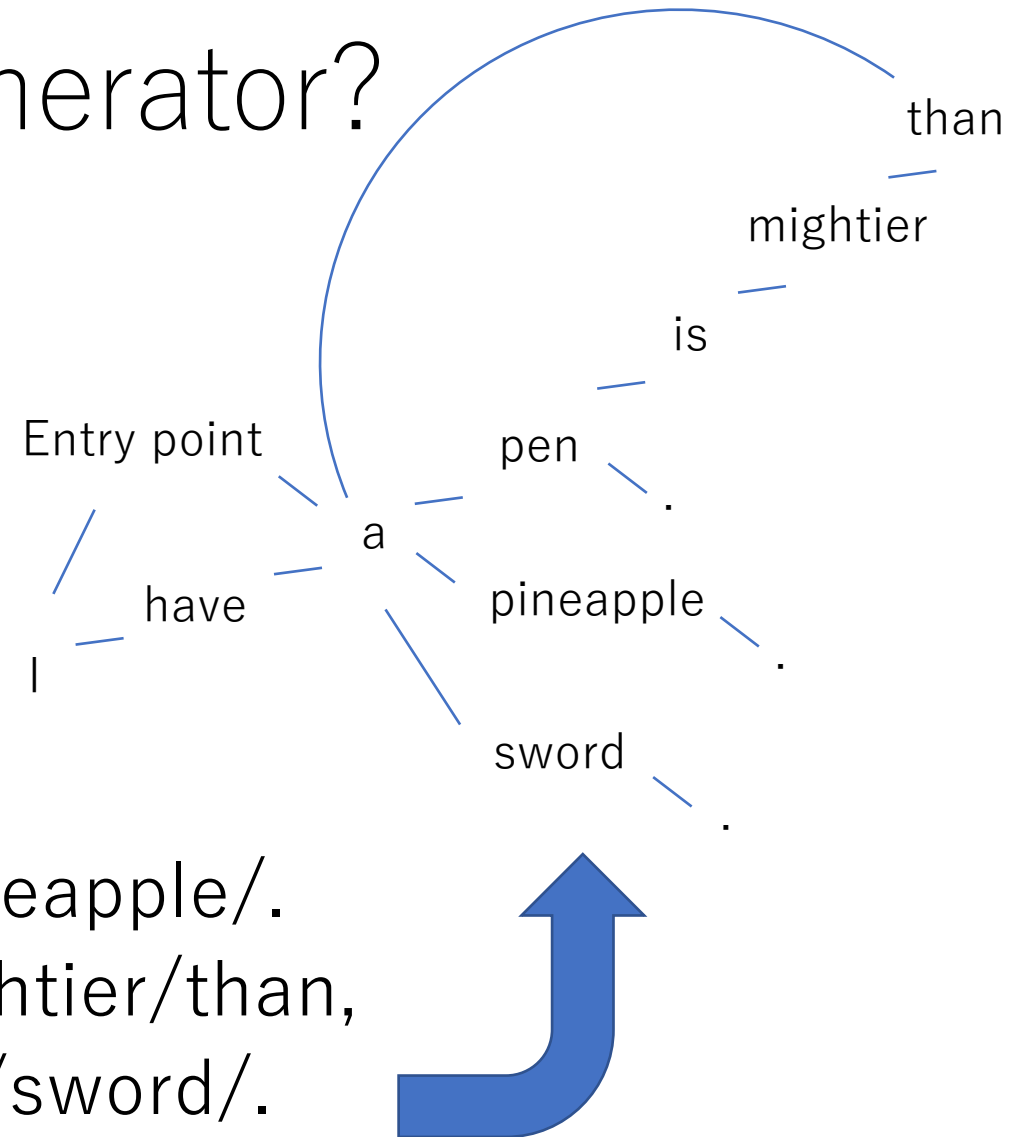 nerator?
than
mightier
is
Entry point
pen
.
a
have
pineapple
.
I
sword
.
eapple/.
htier/than,
/sword/.